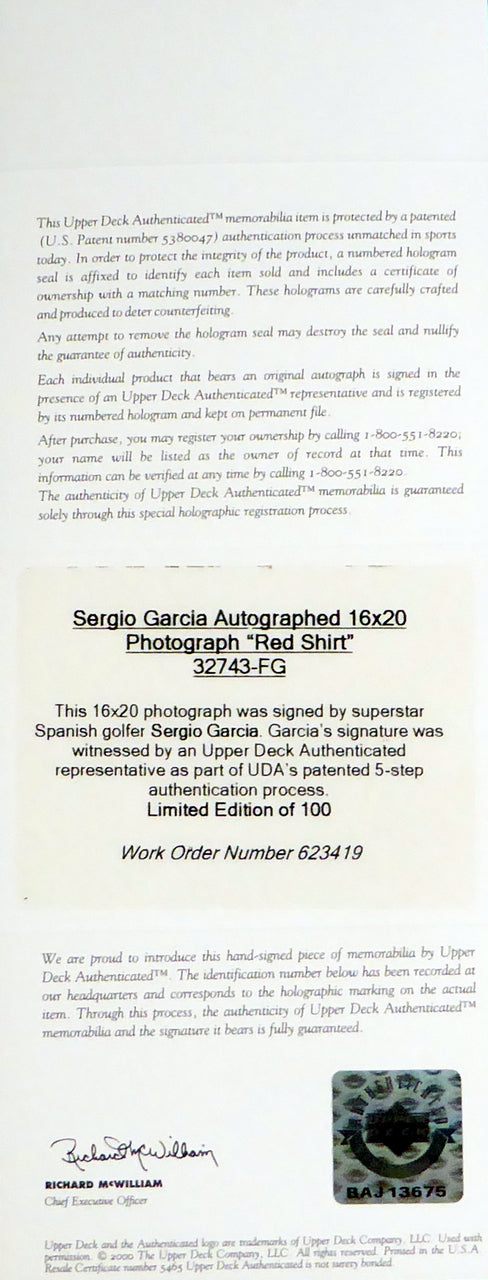 This Upper Deck Authenticated™ memorabilia item is protected by a patented
(U.S. Patent number 5380047) authentication process unmatched in sports
today. In order to protect the integrity of the product, a numbered hologram
seal is affixed to identify each item sold and includes a certificate of
ownership with a matching number. These holograms are carefully crafted
and produced to deter counterfeiting.
Any attempt to remove the hologram seal may destroy the seal and nullify
the guarantee of authenticity.
Each individual product that bears an original autograph is signed in the
presence of an Upper Deck Authenticated™ representative and is registered
by its numbered hologram and kept on permanent file.
After purchase, you may register your ownership by calling 1-800-551-8220;
your name will be listed as the owner of record at that time. This
information can be verified at any time by calling 1-800-551-8220.
The authenticity of Upper Deck Authenticated™ memorabilia is guaranteed
solely through this special holographic registration process.
Sergio Garcia Autographed 16x20
Photograph “Red Shirt”
32743-FG
This 16x20 photograph was signed by superstar
Spanish golfer Sergio Garcia. Garcia's signature was
witnessed by an Upper Deck Authenticated
representative as part of UDA's patented 5-step
authentication process.
Limited Edition of 100
Work Order Number 623419
We are proud to introduce this hand-signed piece of memorabilia by Upper
Deck Authenticated™. The identification number below has been recorded at
our headquarters and corresponds to the holographic marking on the actual
item. Through this process, the authenticity of Upper Deck Authenticated™
memorabilia and the signature it bears is fully guaranteed.
Richard McWilliam
RICHARD McWILLIAM
Chief Executive Officer
UPPER DECK
BAJ13675
Upper Deck and the Authenticated logo are trademarks of Upper Deck Company, LLC. Used with
permission. © 2000 The Upper Deck Company, LLC. All rights reserved. Printed in the U.S.A.
Resale Certificate number 5465 Upper Deck Authenticated is not surety bonded.